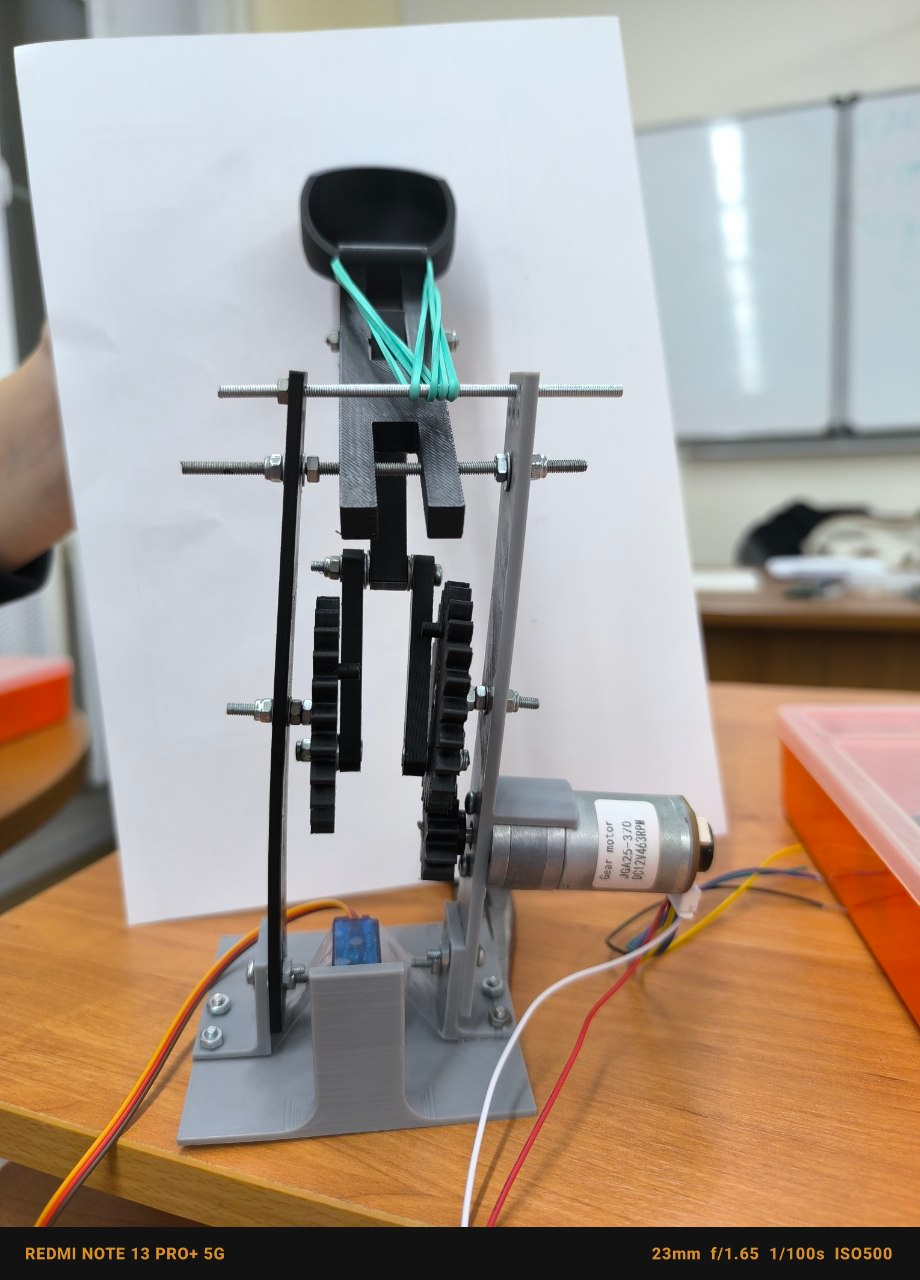 Gear motor
JGA25-370
DC12V463RPM
REDMI NOTE 13 PRO+ 5G
23mm f/1.65 1/100s ISO500